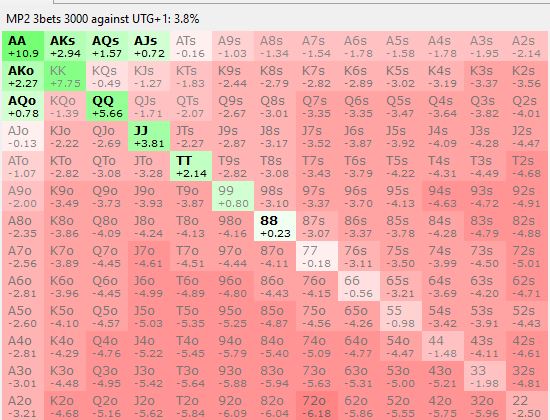 MP2 3bets 3000 against UTG+1: 3.8%
AA AKs AQs AJs ATs A9s A8s A7s A6s A5s A4s A3s A2s
+10.9 +2.94 +1.57 +0.72 -0.16 -1.03 -1.34 -1.54 -1.78 -1.58 -1.78 -1.95 -2.14
AKo KK KQs KJs KTs K9s K8s K7s K6s K5s K4s K3s K2s
+2.27 +7.75 -0.49 -1.27 -1.83 -2.44 -2.79 -2.82 -2.89 -3.02 -3.19 -3.37 -3.56
AQo KQo QQ QJs QTs Q9s Q8s Q7s Q6s Q5s Q4s Q3s Q2s
+0.78 -1.39 +5.66 -1.71 -2.07 -2.67 -3.01 -3.35 -3.35 -3.47 -3.64 -3.82 -4.01
AJo KJo QJo JJ JTs J9s J8s J7s J6s J5s J4s J3s J2s
-0.13 -2.22 -2.69 +3.81 -2.27 -2.87 -3.17 -3.52 -3.87 -3.92 -4.09 -4.28 -4.47
ATo KTo QTo JTo TT T9s T8s T7s T6s T5s T4s T3s T2s
-1.07 -2.82 -3.08 -3.28 +2.14 -2.82 -3.08 -3.43 -3.79 -4.22 -4.31 -4.49 -4.68
A9o K9o Q9o J9o T9o 99 98s 97s 96s 95s 94s 93s 92s
-2.00 -3.49 -3.73 -3.93 -3.87 +0.80 -3.10 -3.37 -3.70 -4.13 -4.63 -4.72 -4.91
A8o K8o Q8o J8o T8o 98o 88 87s 86s 85s 84s 83s 82s
-2.35 -3.86 -4.09 -4.24 -4.13 -4.16 +0.23 -3.07 -3.37 -3.78 -4.28 -4.79 -4.88
A7o K7o Q7o J7o T7o 97o 87o 77 76s 75s 74s 73s 72s
-2.56 -3.89 -4.45 -4.61 -4.51 -4.44 -4.11 -0.18 -3.11 -3.50 -3.99 -4.50 -5.01
A6o K6o Q6o J6o T6o 96o 86o 76o 66 65s 64s 63s 62s
-2.81 -3.96 -4.45 -4.99 -4.89 -4.80 -4.43 -4.15 -0.56 -3.21 -3.69 -4.20 -4.71
A5o K5o Q5o J5o T5o 95o 85o 75o 65o 55 54s 53s 52s
-2.60 -4.10 -4.57 -5.03 -5.35 -5.25 -4.87 -4.56 -4.26 -0.98 -3.42 -3.91 -4.43
A4o K4o Q4o J4o T4o 94o 84o 74o 64o 54o 44 43s 42s
-2.81 -4.29 -4.76 -5.22 -5.45 -5.79 -5.40 -5.09 -4.77 -4.47 -1.48 -4.11 -4.61
A3o K3o Q3o J3o T3o 93o 83o 73o 63o 53o 43o 33 32s
-3.01 -4.48 -4.95 -5.42 -5.64 -5.88 -5.94 -5.63 -5.31 -5.00 -5.21 -1.98 -4.81
A2o K2o Q2o J2o T2o 92o 82o 72o 62o 52o 42o 32o 22
-3.21 -4.68 -5.16 -5.62 -5.84 -6.09 -6.04 -6.18 -5.86 -5.55 -5.75 -5.96 -2.50